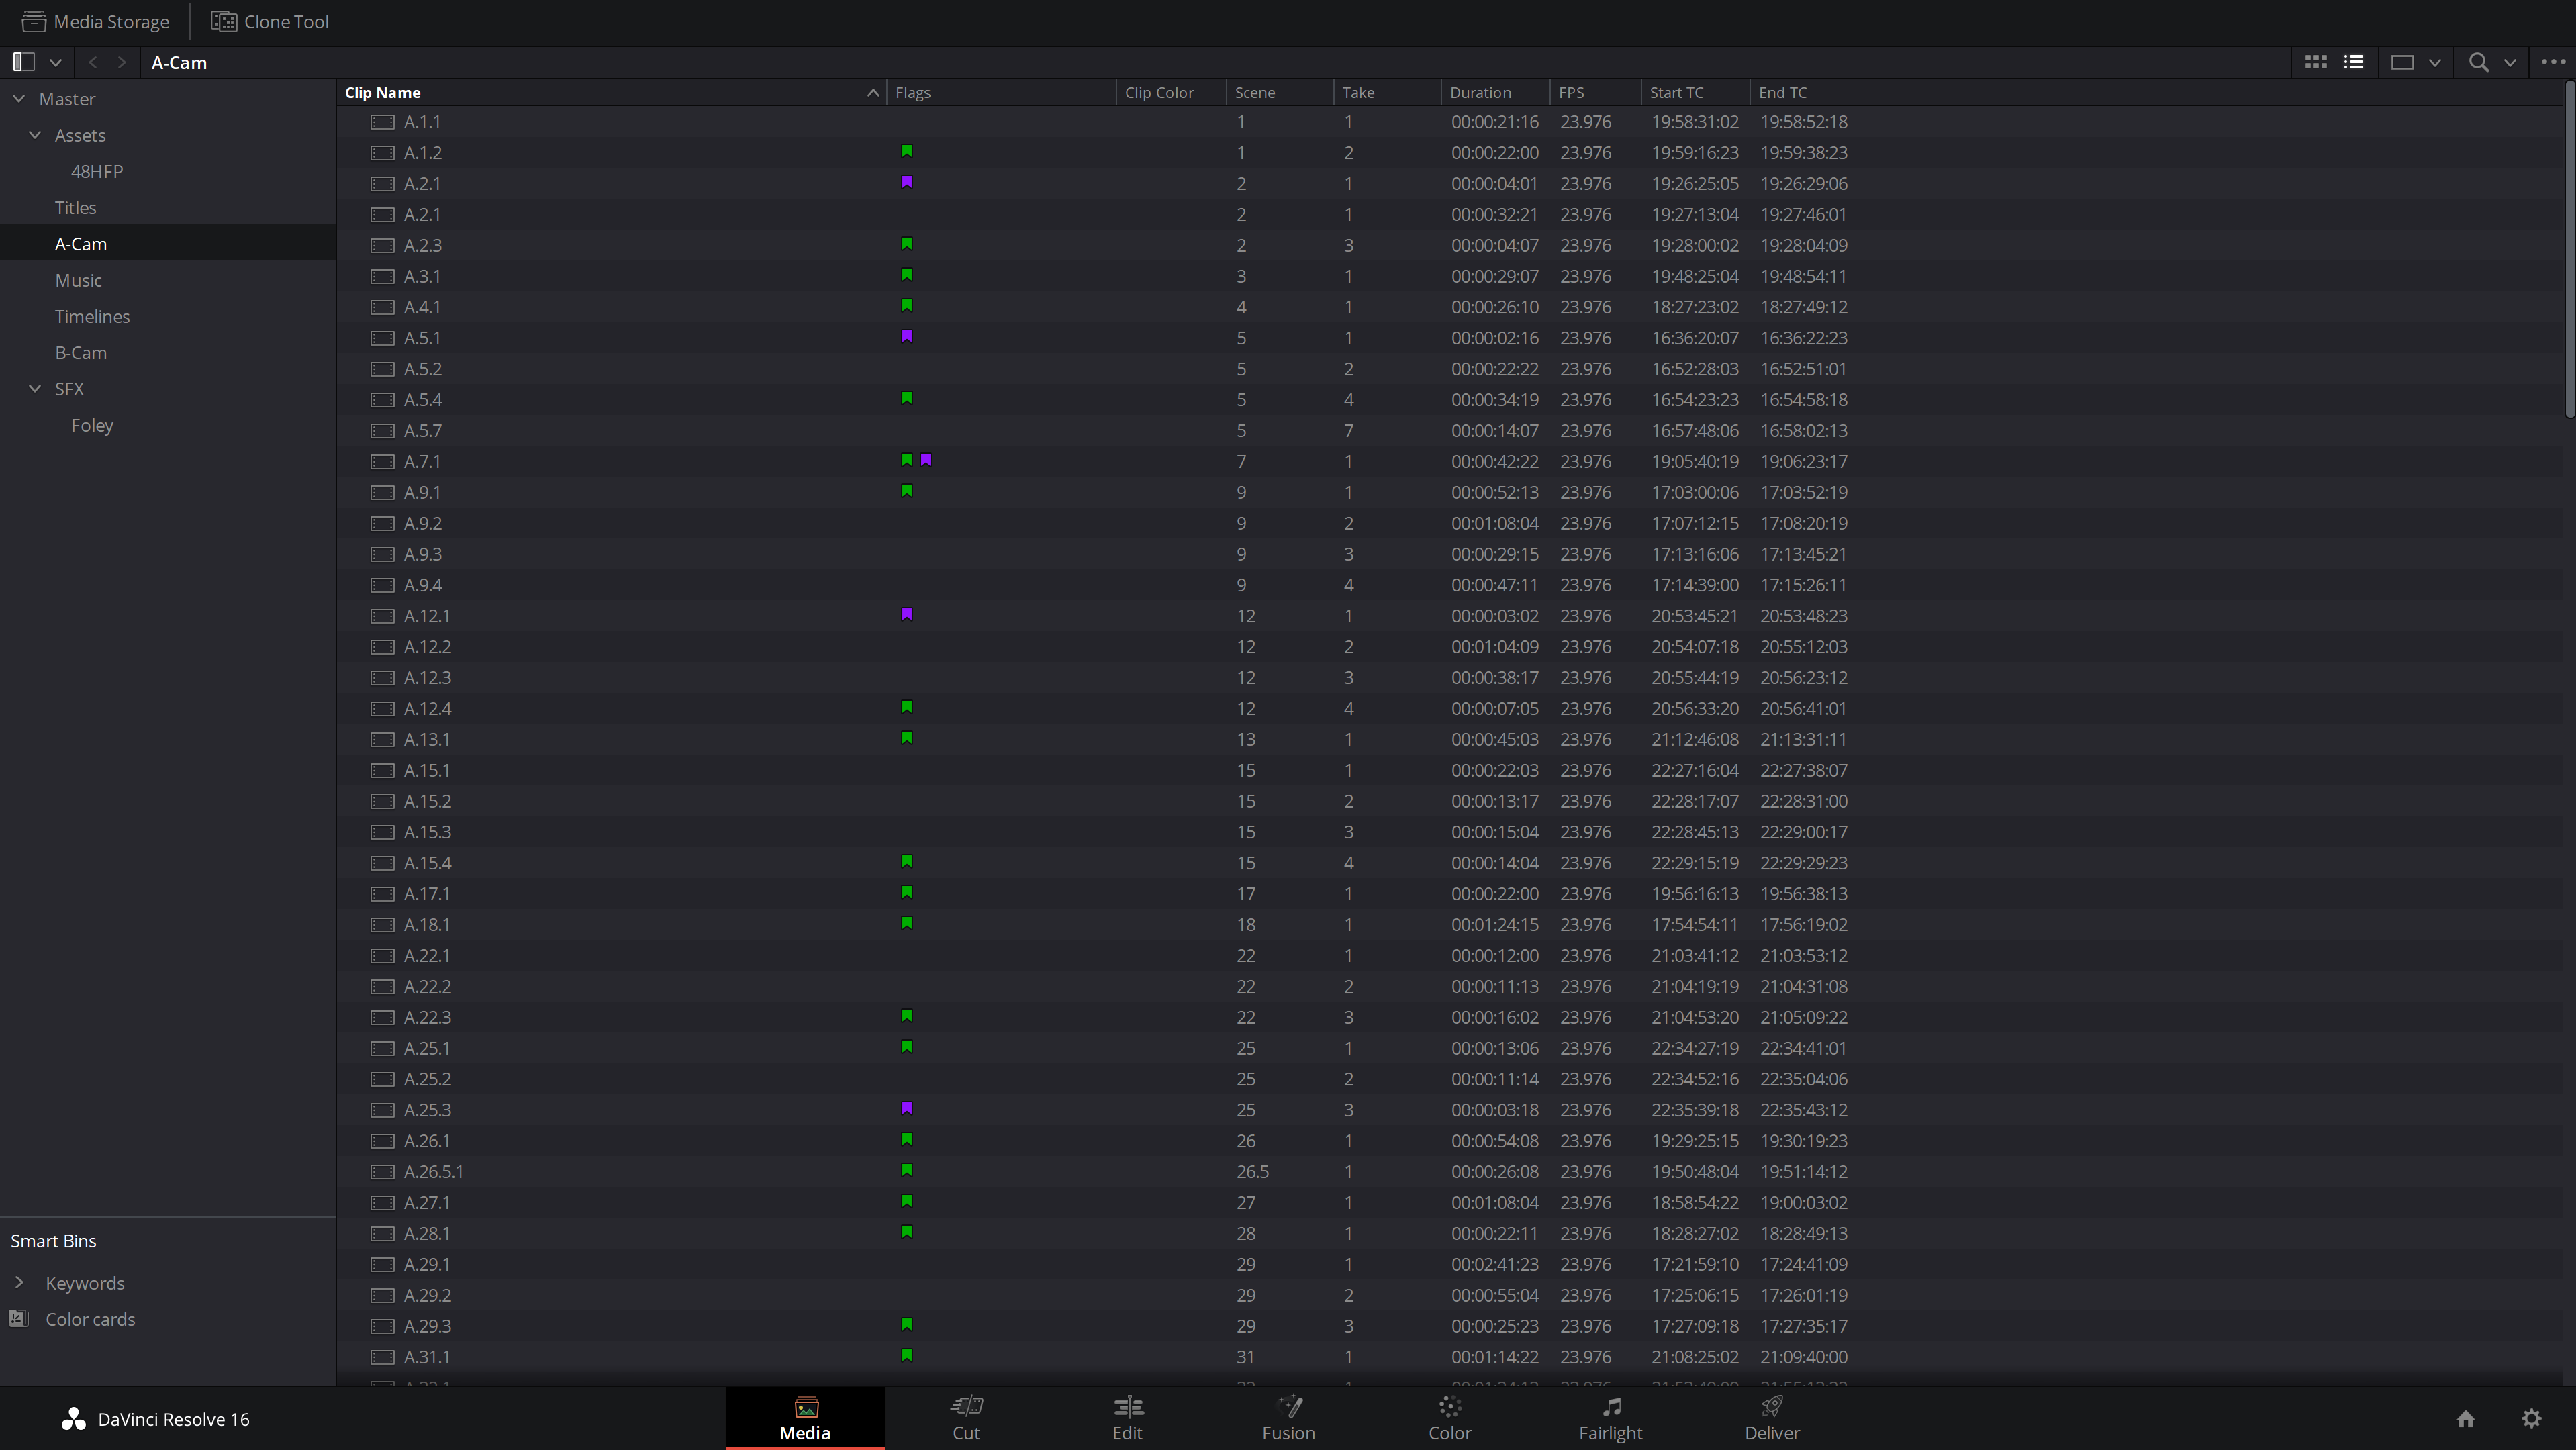 Media Storage Clone Tool
A-Cam
Master
Assets
48HFP
Titles
A-Cam
Music
Timelines
B-Cam
SFX
Foley
Smart Bins
Keywords
Color cards
Clip Name Flags Clip Color Scene Take Duration FPS Start TC End TC
A.1.1 1 1 00:00:21:16 23.976 19:58:31:02 19:58:52:18
A.1.2 1 2 00:00:22:00 23.976 19:59:16:23 19:59:38:23
A.2.1 2 1 00:00:04:01 23.976 19:26:25:05 19:26:29:06
A.2.1 2 1 00:00:32:21 23.976 19:27:13:04 19:27:46:01
A.2.3 2 3 00:00:04:07 23.976 19:28:00:02 19:28:04:09
A.3.1 3 1 00:00:29:07 23.976 19:48:25:04 19:48:54:11
A.4.1 4 1 00:00:26:10 23.976 18:27:23:02 18:27:49:12
A.5.1 5 1 00:00:02:16 23.976 16:36:20:07 16:36:22:23
A.5.2 5 2 00:00:22:22 23.976 16:52:28:03 16:52:51:01
A.5.4 5 4 00:00:34:19 23.976 16:54:23:23 16:54:58:18
A.5.7 5 7 00:00:14:07 23.976 16:57:48:06 16:58:02:13
A.7.1 7 1 00:00:42:22 23.976 19:05:40:19 19:06:23:17
A.9.1 9 1 00:00:52:13 23.976 17:03:00:06 17:03:52:19
A.9.2 9 2 00:01:08:04 23.976 17:07:12:15 17:08:20:19
A.9.3 9 3 00:00:29:15 23.976 17:13:16:06 17:13:45:21
A.9.4 9 4 00:00:47:11 23.976 17:14:39:00 17:15:26:11
A.12.1 12 1 00:00:03:02 23.976 20:53:45:21 20:53:48:23
A.12.2 12 2 00:01:04:09 23.976 20:54:07:18 20:55:12:03
A.12.3 12 3 00:00:38:17 23.976 20:55:44:19 20:56:23:12
A.12.4 12 4 00:00:07:05 23.976 20:56:33:20 20:56:41:01
A.13.1 13 1 00:00:45:03 23.976 21:12:46:08 21:13:31:11
A.15.1 15 1 00:00:22:03 23.976 22:27:16:04 22:27:38:07
A.15.2 15 2 00:00:13:17 23.976 22:28:17:07 22:28:31:00
A.15.3 15 3 00:00:15:04 23.976 22:28:45:13 22:29:00:17
A.15.4 15 4 00:00:14:04 23.976 22:29:15:19 22:29:29:23
A.17.1 17 1 00:00:22:00 23.976 19:56:16:13 19:56:38:13
A.18.1 18 1 00:01:24:15 23.976 17:54:54:11 17:56:19:02
A.22.1 22 1 00:00:12:00 23.976 21:03:41:12 21:03:53:12
A.22.2 22 2 00:00:11:13 23.976 21:04:19:19 21:04:31:08
A.22.3 22 3 00:00:16:02 23.976 21:04:53:20 21:05:09:22
A.25.1 25 1 00:00:13:06 23.976 22:34:27:19 22:34:41:01
A.25.2 25 2 00:00:11:14 23.976 22:34:52:16 22:35:04:06
A.25.3 25 3 00:00:03:18 23.976 22:35:39:18 22:35:43:12
A.26.1 26 1 00:00:54:08 23.976 19:29:25:15 19:30:19:23
A.26.5.1 26.5 1 00:00:26:08 23.976 19:50:48:04 19:51:14:12
A.27.1 27 1 00:01:08:04 23.976 18:58:54:22 19:00:03:02
A.28.1 28 1 00:00:22:11 23.976 18:28:27:02 18:28:49:13
A.29.1 29 1 00:02:41:23 23.976 17:21:59:10 17:24:41:09
A.29.2 29 2 00:00:55:04 23.976 17:25:06:15 17:26:01:19
A.29.3 29 3 00:00:25:23 23.976 17:27:09:18 17:27:35:17
A.31.1 31 1 00:01:14:22 23.976 21:08:25:02 21:09:40:00
DaVinci Resolve 16
Media Cut Edit Fusion Color Fairlight Deliver